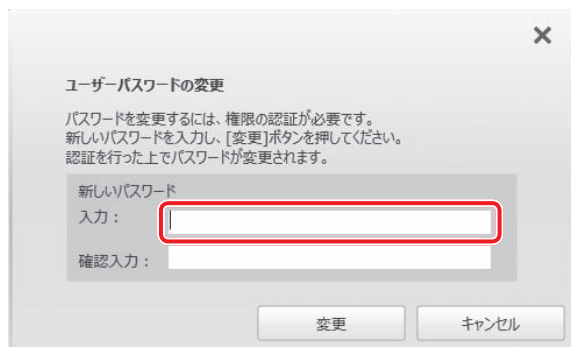 ユーザーパスワードの変更
パスワードを変更するには、権限の認証が必要です。
新しいパスワードを入力し、[変更]ボタンを押してください。
認証を行った上でパスワードが変更されます。
新しいパスワード
入力：
確認入力：
変更 キャンセル